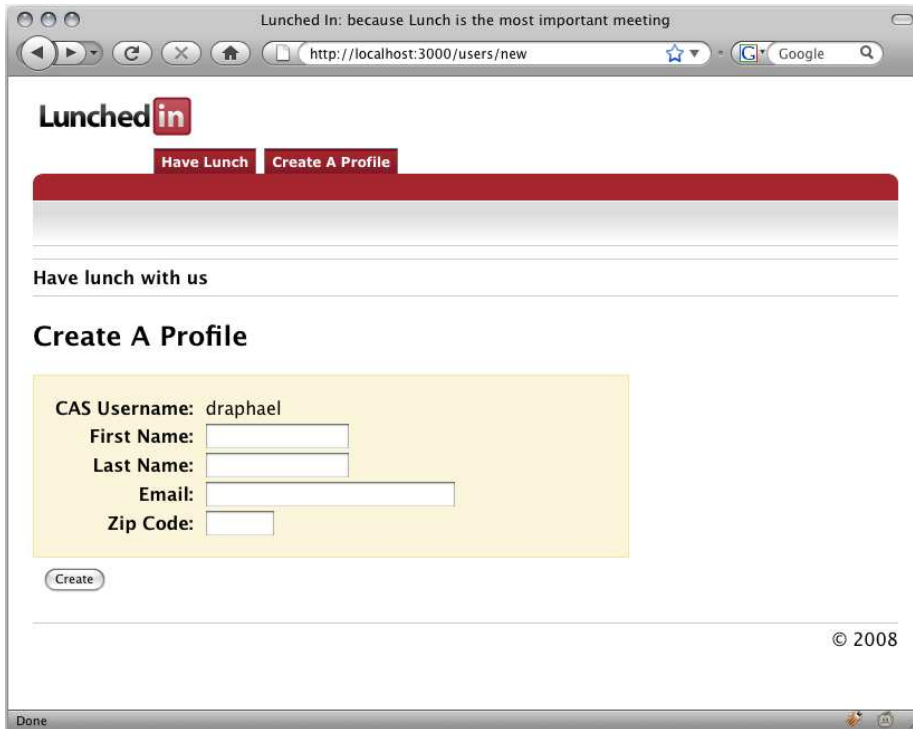 Lunched In: because Lunch is the most important meeting
http://localhost:3000/users/new
G Google
Lunched in
Have Lunch Create A Profile
Have lunch with us
Create A Profile
CAS Username: draphael
First Name:
Last Name:
Email:
Zip Code:
Create
© 2008
Done